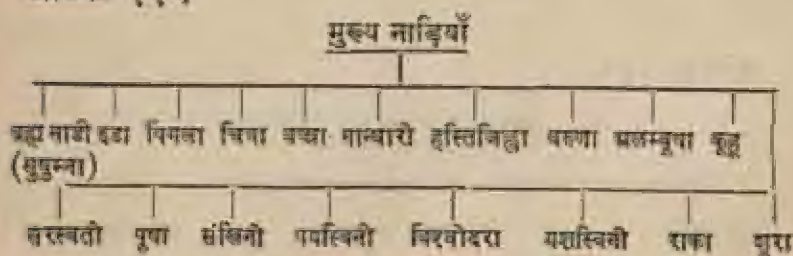 मुख्य नाड़ियाँ
ब्रह्म नाडी इडा पिंगला चित्रा वज्रा गान्धारी हस्तिजिह्वा वरुणा अलम्बूषा कुहू
(सुषुम्ना)
सरस्वती पूषा संखिनी पयस्विनी विश्वोदरा यशस्विनी राका शूरा